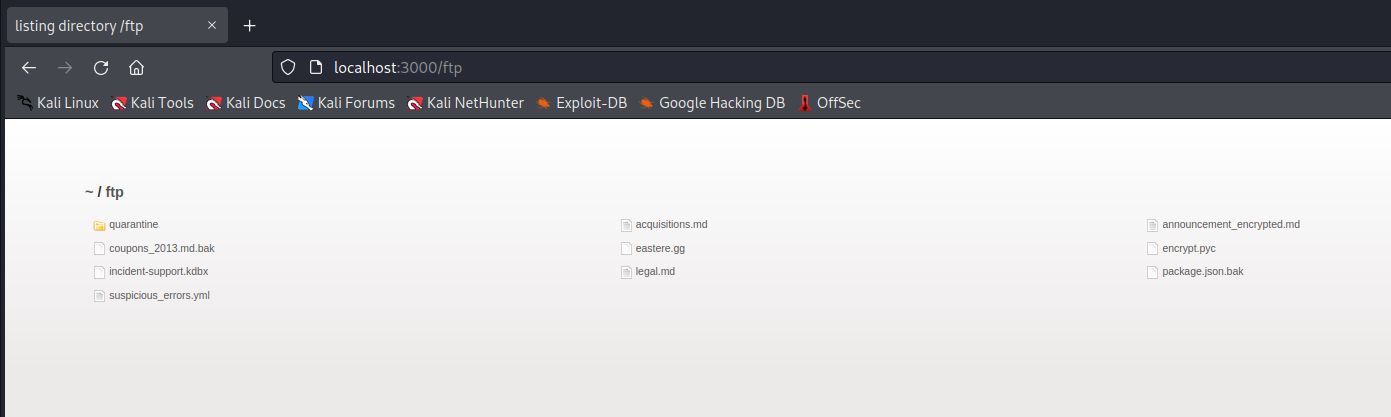 listing directory /ftp
localhost:3000/ftp
Kali Linux Kali Tools Kali Docs Kali Forums Kali NetHunter Exploit-DB Google Hacking DB OffSec
~ / ftp
quarantine acquisitions.md announcement_encrypted.md
coupons_2013.md.bak eastere.gg encrypt.pyc
incident-support.kdbx legal.md package.json.bak
suspicious_errors.yml